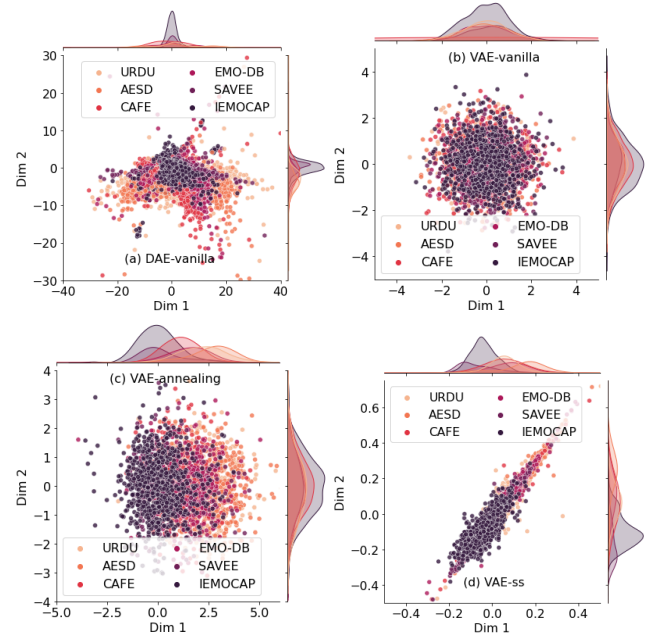 30
20
10
0
−10
−20
−30
Dim 2
URDU EMO-DB
AESD SAVEE
CAFE IEMOCAP
(a) DAE-vanilla
−40 −20 0 20 40
Dim 1
(b) VAE-vanilla
4
2
0
−2
−4
Dim 2
URDU EMO-DB
AESD SAVEE
CAFE IEMOCAP
−4 −2 0 2 4
Dim 1
(c) VAE-annealing
4
3
2
1
0
−1
−2
−3
−4
Dim 2
URDU EMO-DB
AESD SAVEE
CAFE IEMOCAP
−5.0 −2.5 0.0 2.5 5.0
Dim 1
0.6
0.4
0.2
0.0
−0.2
−0.4
Dim 2
URDU EMO-DB
AESD SAVEE
CAFE IEMOCAP
(d) VAE-ss
−0.4 −0.2 0.0 0.2 0.4
Dim 1